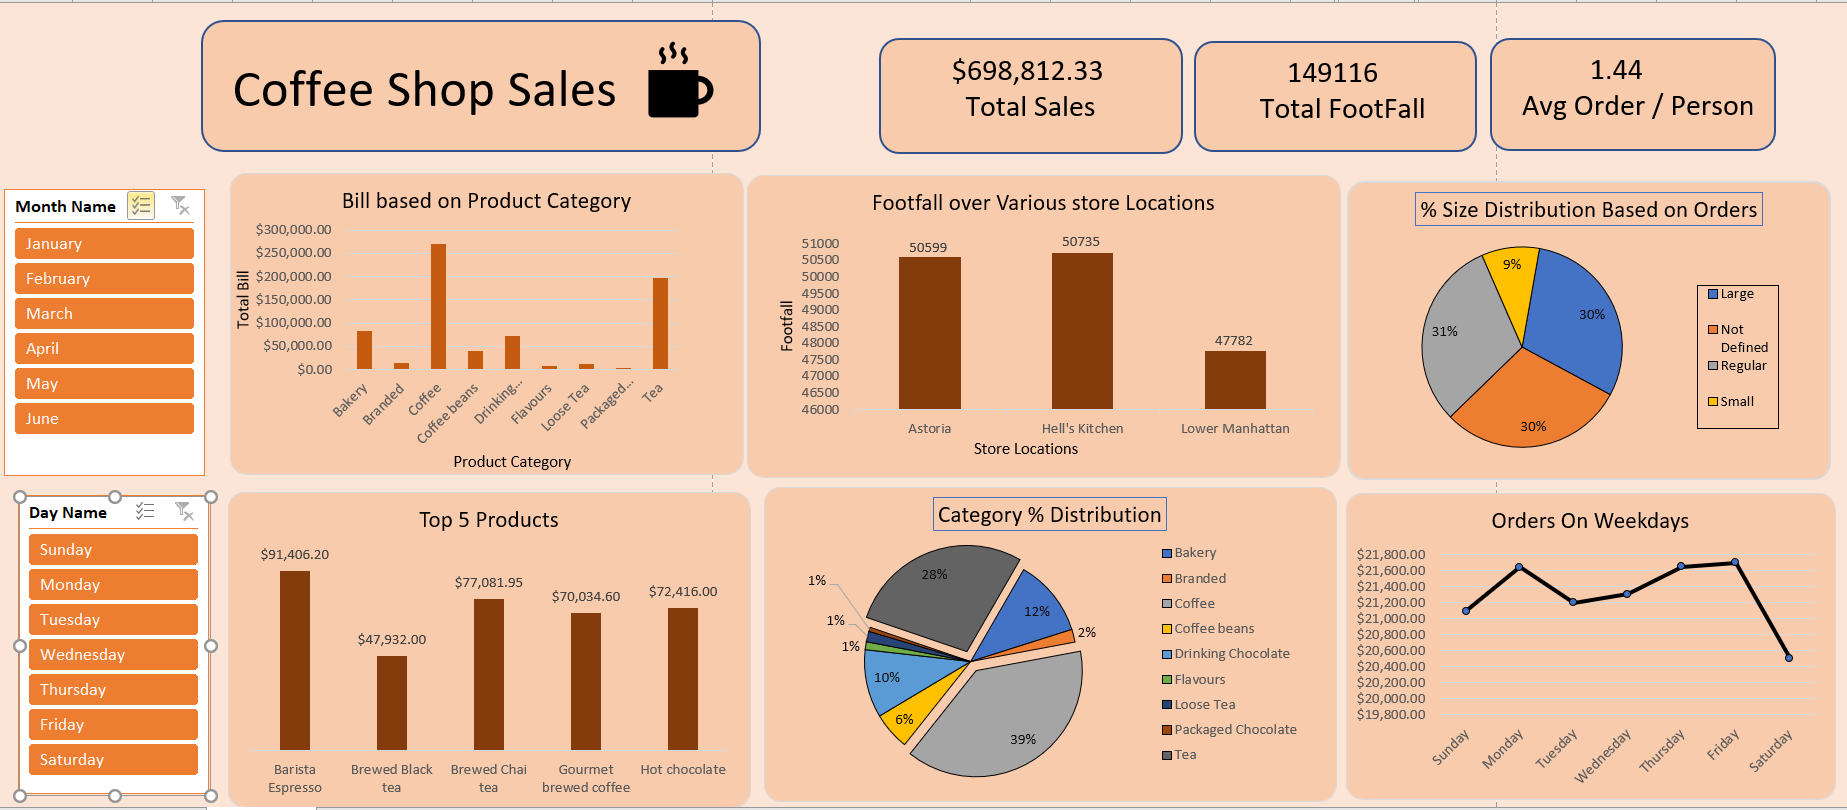 Coffee Shop Sales
$698,812.33
Total Sales
149116
Total FootFall
1.44
Avg Order / Person
Month Name
January
February
March
April
May
June
Bill based on Product Category
$300,000.00
$250,000.00
$200,000.00
$150,000.00
$100,000.00
$50,000.00
$0.00
Total Bill
Bakery
Branded
Coffee
Coffee beans
Drinking...
Flavours
Loose Tea
Packaged...
Tea
Product Category
Footfall over Various store Locations
51000
50500
50000
49500
49000
48500
48000
47500
47000
46500
46000
Footfall
50599
50735
47782
Astoria
Hell's Kitchen
Lower Manhattan
Store Locations
% Size Distribution Based on Orders
9%
30%
31%
30%
Large
Not
Defined
Regular
Small
Day Name
Sunday
Monday
Tuesday
Wednesday
Thursday
Friday
Saturday
Top 5 Products
$91,406.20
$47,932.00
$77,081.95
$70,034.60
$72,416.00
Barista
Espresso
Brewed Black
tea
Brewed Chai
tea
Gourmet
brewed coffee
Hot chocolate
Category % Distribution
28%
12%
2%
39%
6%
10%
1%
1%
1%
Bakery
Branded
Coffee
Coffee beans
Drinking Chocolate
Flavours
Loose Tea
Packaged Chocolate
Tea
Orders On Weekdays
$21,800.00
$21,600.00
$21,400.00
$21,200.00
$21,000.00
$20,800.00
$20,600.00
$20,400.00
$20,200.00
$20,000.00
$19,800.00
Sunday
Monday
Tuesday
Wednesday
Thursday
Friday
Saturday